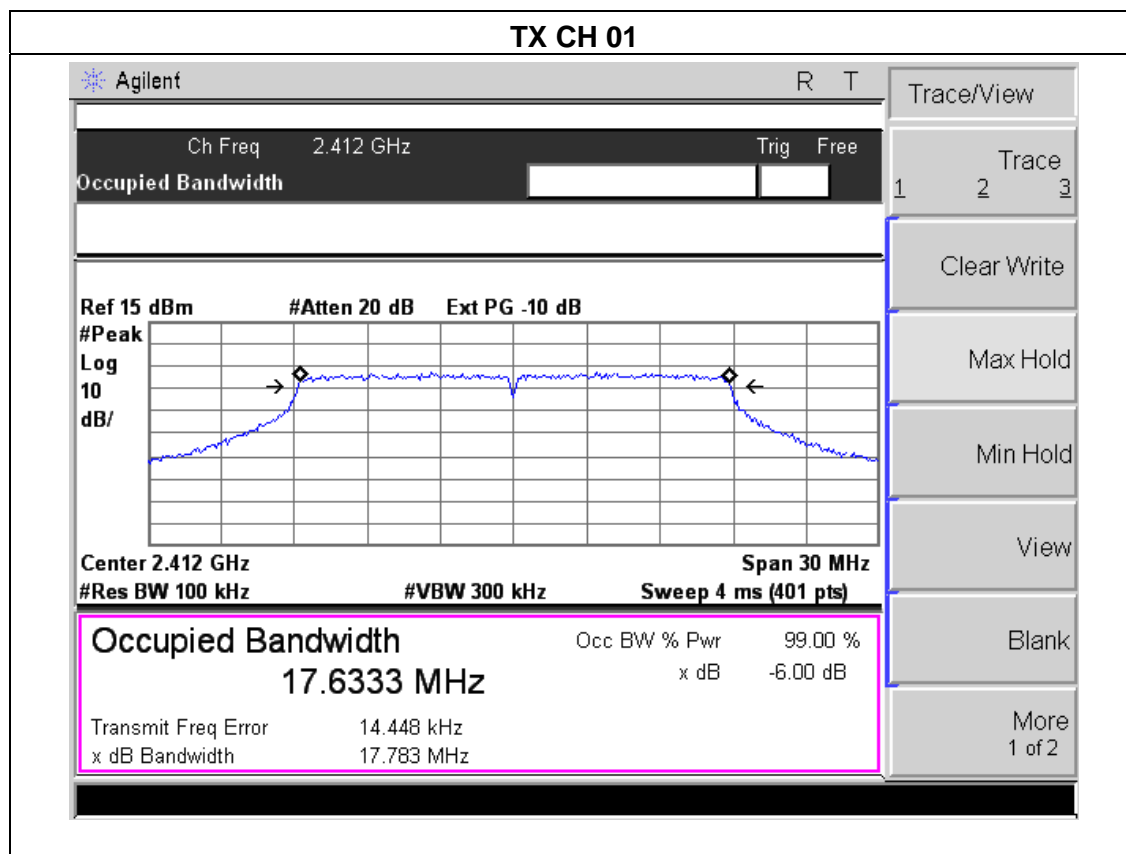 TX CH 01
Agilent R T
Trace/View
Ch Freq 2.412 GHz Trig Free
Occupied Bandwidth
Trace
1 2 3
Clear Write
Ref 15 dBm #Atten 20 dB Ext PG -10 dB
#Peak
Log
10
dB/
Max Hold
Min Hold
View
Center 2.412 GHz Span 30 MHz
#Res BW 100 kHz #VBW 300 kHz Sweep 4 ms (401 pts)
Occupied Bandwidth Occ BW % Pwr 99.00 %
17.6333 MHz x dB -6.00 dB
Blank
Transmit Freq Error 14.448 kHz
x dB Bandwidth 17.783 MHz
More
1 of 2